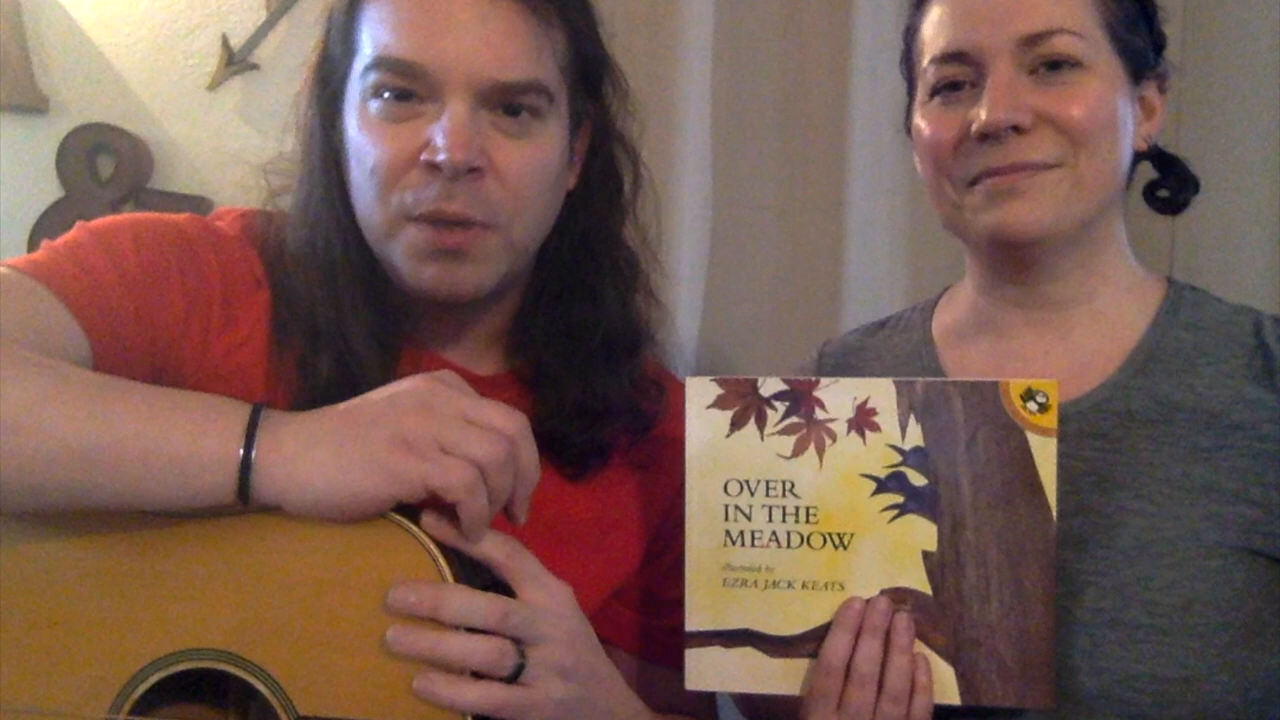 OVER
IN THE
MEADOW
illustrated by
EZRA JACK KEATS